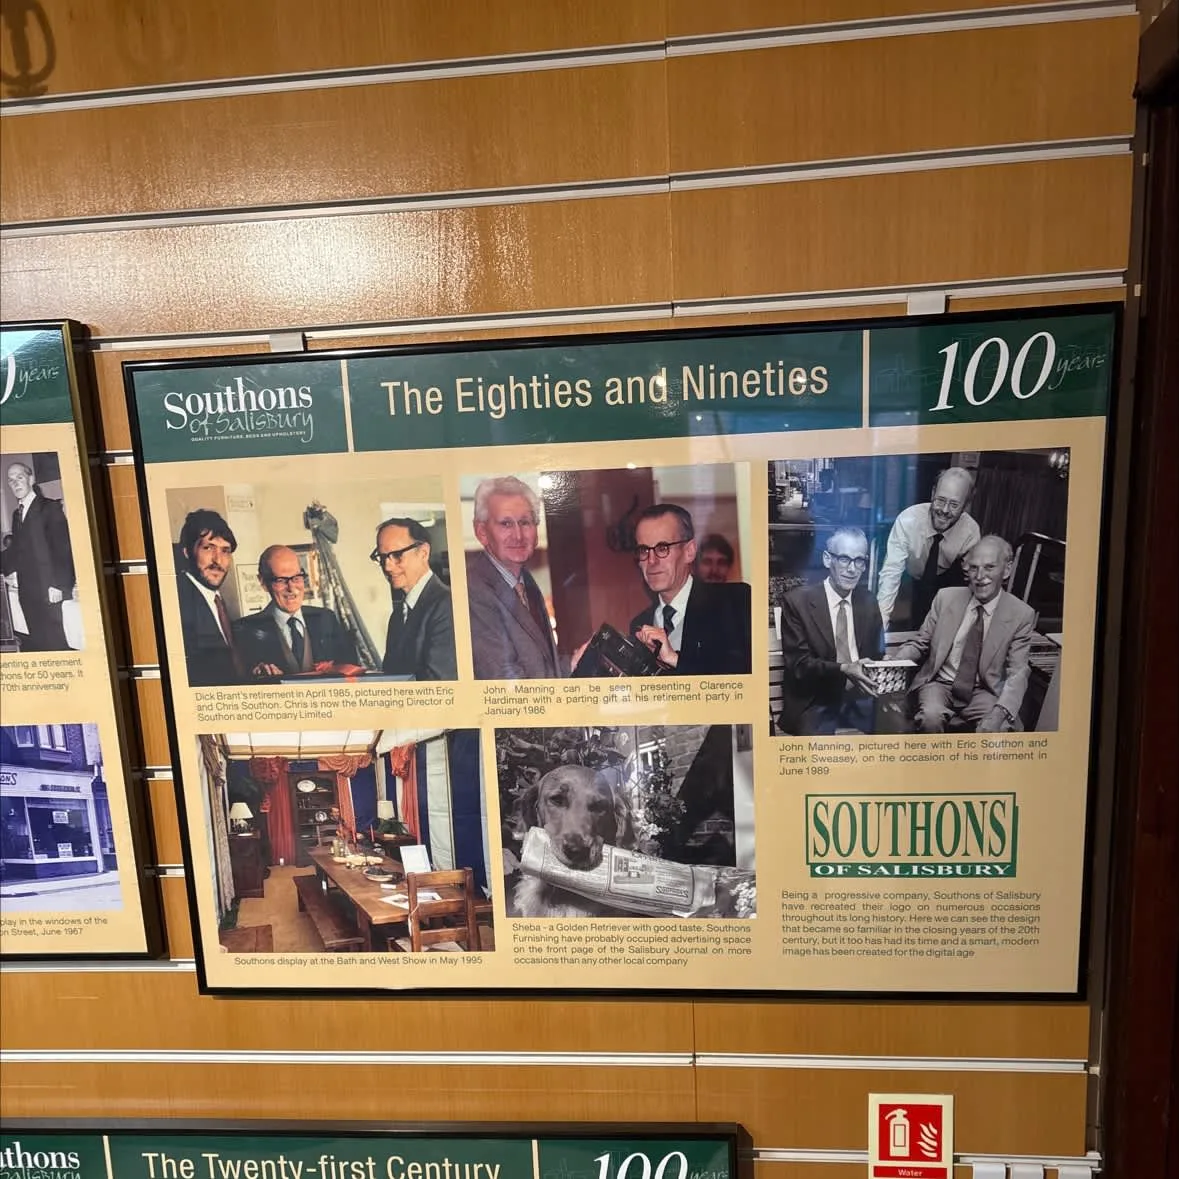 years
Southons
of Salisbury
QUALITY FURNITURE, BEDS AND UPHOLSTERY
The Eighties and Nineties
100 years
Dick Brant's retirement in April 1985, pictured here with Eric
and Chris Southon. Chris is now the Managing Director of
Southon and Company Limited
John Manning can be seen presenting Clarence
Hardiman with a parting gift at his retirement party in
January 1986
John Manning, pictured here with Eric Southon and
Frank Sweasey, on the occasion of his retirement in
June 1989
Southons display at the Bath and West Show in May 1995
Sheba - a Golden Retriever with good taste. Southons
Furnishing have probably occupied advertising space
on the front page of the Salisbury Journal on more
occasions than any other local company
SOUTHONS
OF SALISBURY
Being a progressive company, Southons of Salisbury
have recreated their logo on numerous occasions
throughout its long history. Here we can see the design
that became so familiar in the closing years of the 20th
century, but it too has had its time and a smart, modern
image has been created for the digital age
senting a retirement
hons for 50 years. It
70th anniversary
play in the windows of the
on Street, June 1967
uthons
Salisbury
The Twenty-first Century
100 years
Water